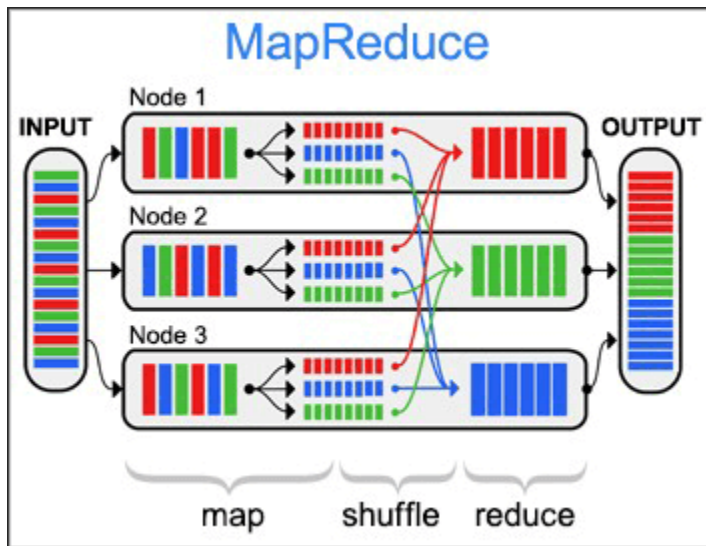 MapReduce
Node 1
INPUT
OUTPUT
Node 2
Node 3
map
shuffle
reduce